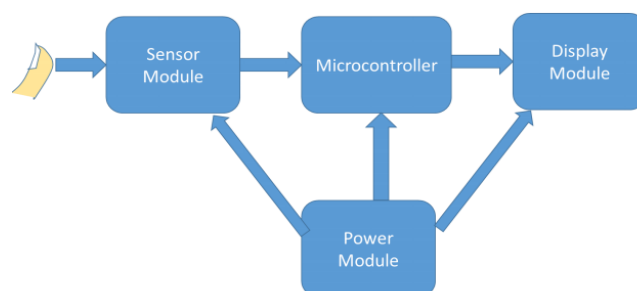 Sensor
Module
Microcontroller
Display
Module
Power
Module